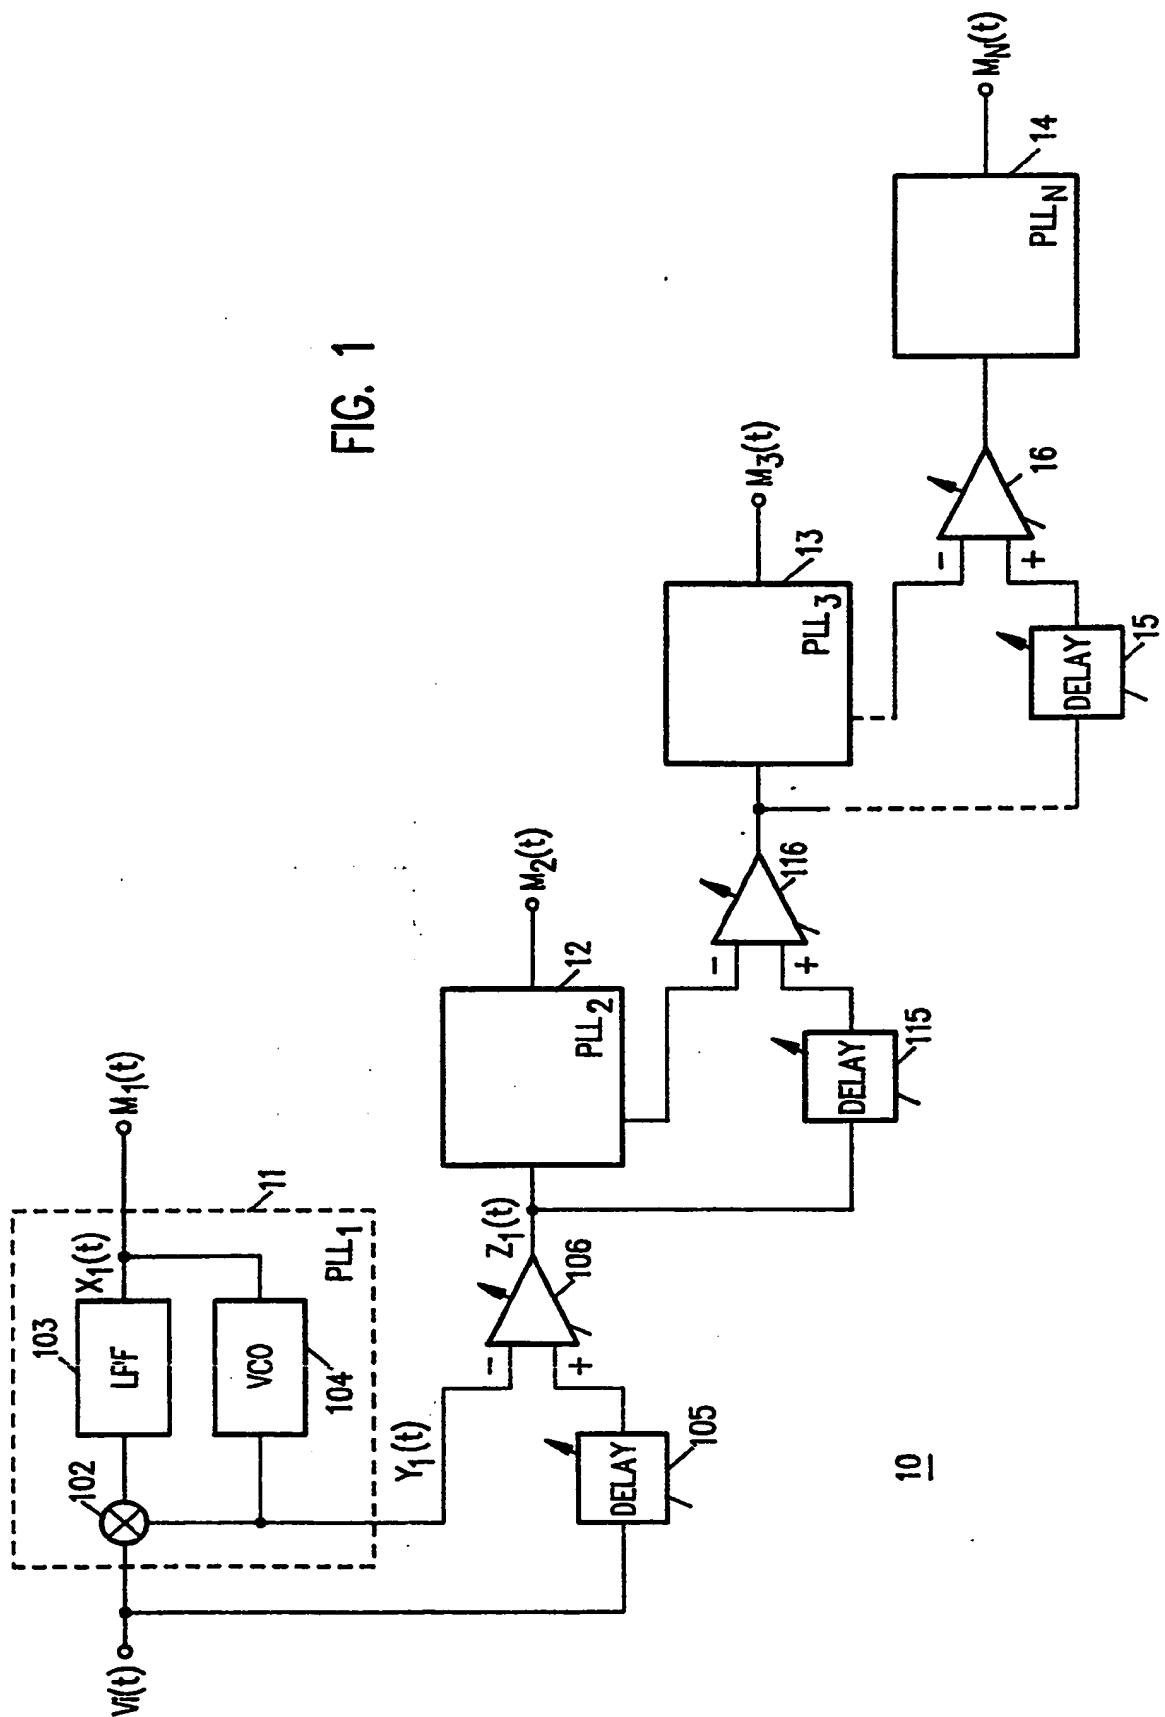 FIG. 1
Vi(t)
102
103
LPF
X1(t)
M1(t)
VCO
104
PLL1
11
Y1(t)
DELAY
105
-
+
106
Z1(t)
PLL2
12
M2(t)
DELAY
115
-
+
116
PLL3
13
M3(t)
DELAY
15
-
+
16
PLLN
14
MN(t)
10